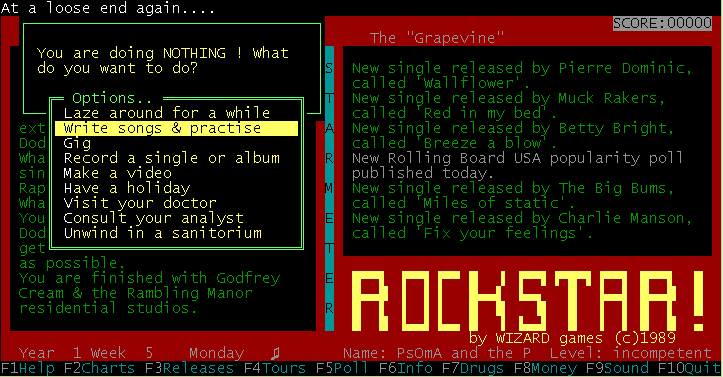 At a loose end again....
SCORE:00000
You are doing NOTHING ! What
do you want to do?
Options..
Laze around for a while
Write songs & practise
Gig
Record a single or album
Make a video
Have a holiday
Visit your doctor
Consult your analyst
Unwind in a sanitorium
ext
Dod
Wha
sin
Rap
Wha
You
Dod
get
as possible.
You are finished with Godfrey
Cream & the Rambling Manor
residential studios.
STARMETER
The "Grapevine"
New single released by Pierre Dominic,
called 'Wallflower'.
New single released by Muck Rakers,
called 'Red in my bed'.
New single released by Betty Bright,
called 'Breeze a blow'.
New Rolling Board USA popularity poll
published today.
New single released by The Big Bums,
called 'Miles of static'.
New single released by Charlie Manson,
called 'Fix your feelings'.
ROCKSTAR!
by WIZARD games (c)1989
Year 1 Week 5 Monday ♫ Name: PsOmA and the P Level: incompetent
F1Help F2Charts F3Releases F4Tours F5Poll F6Info F7Drugs F8Money F9Sound F10Quit